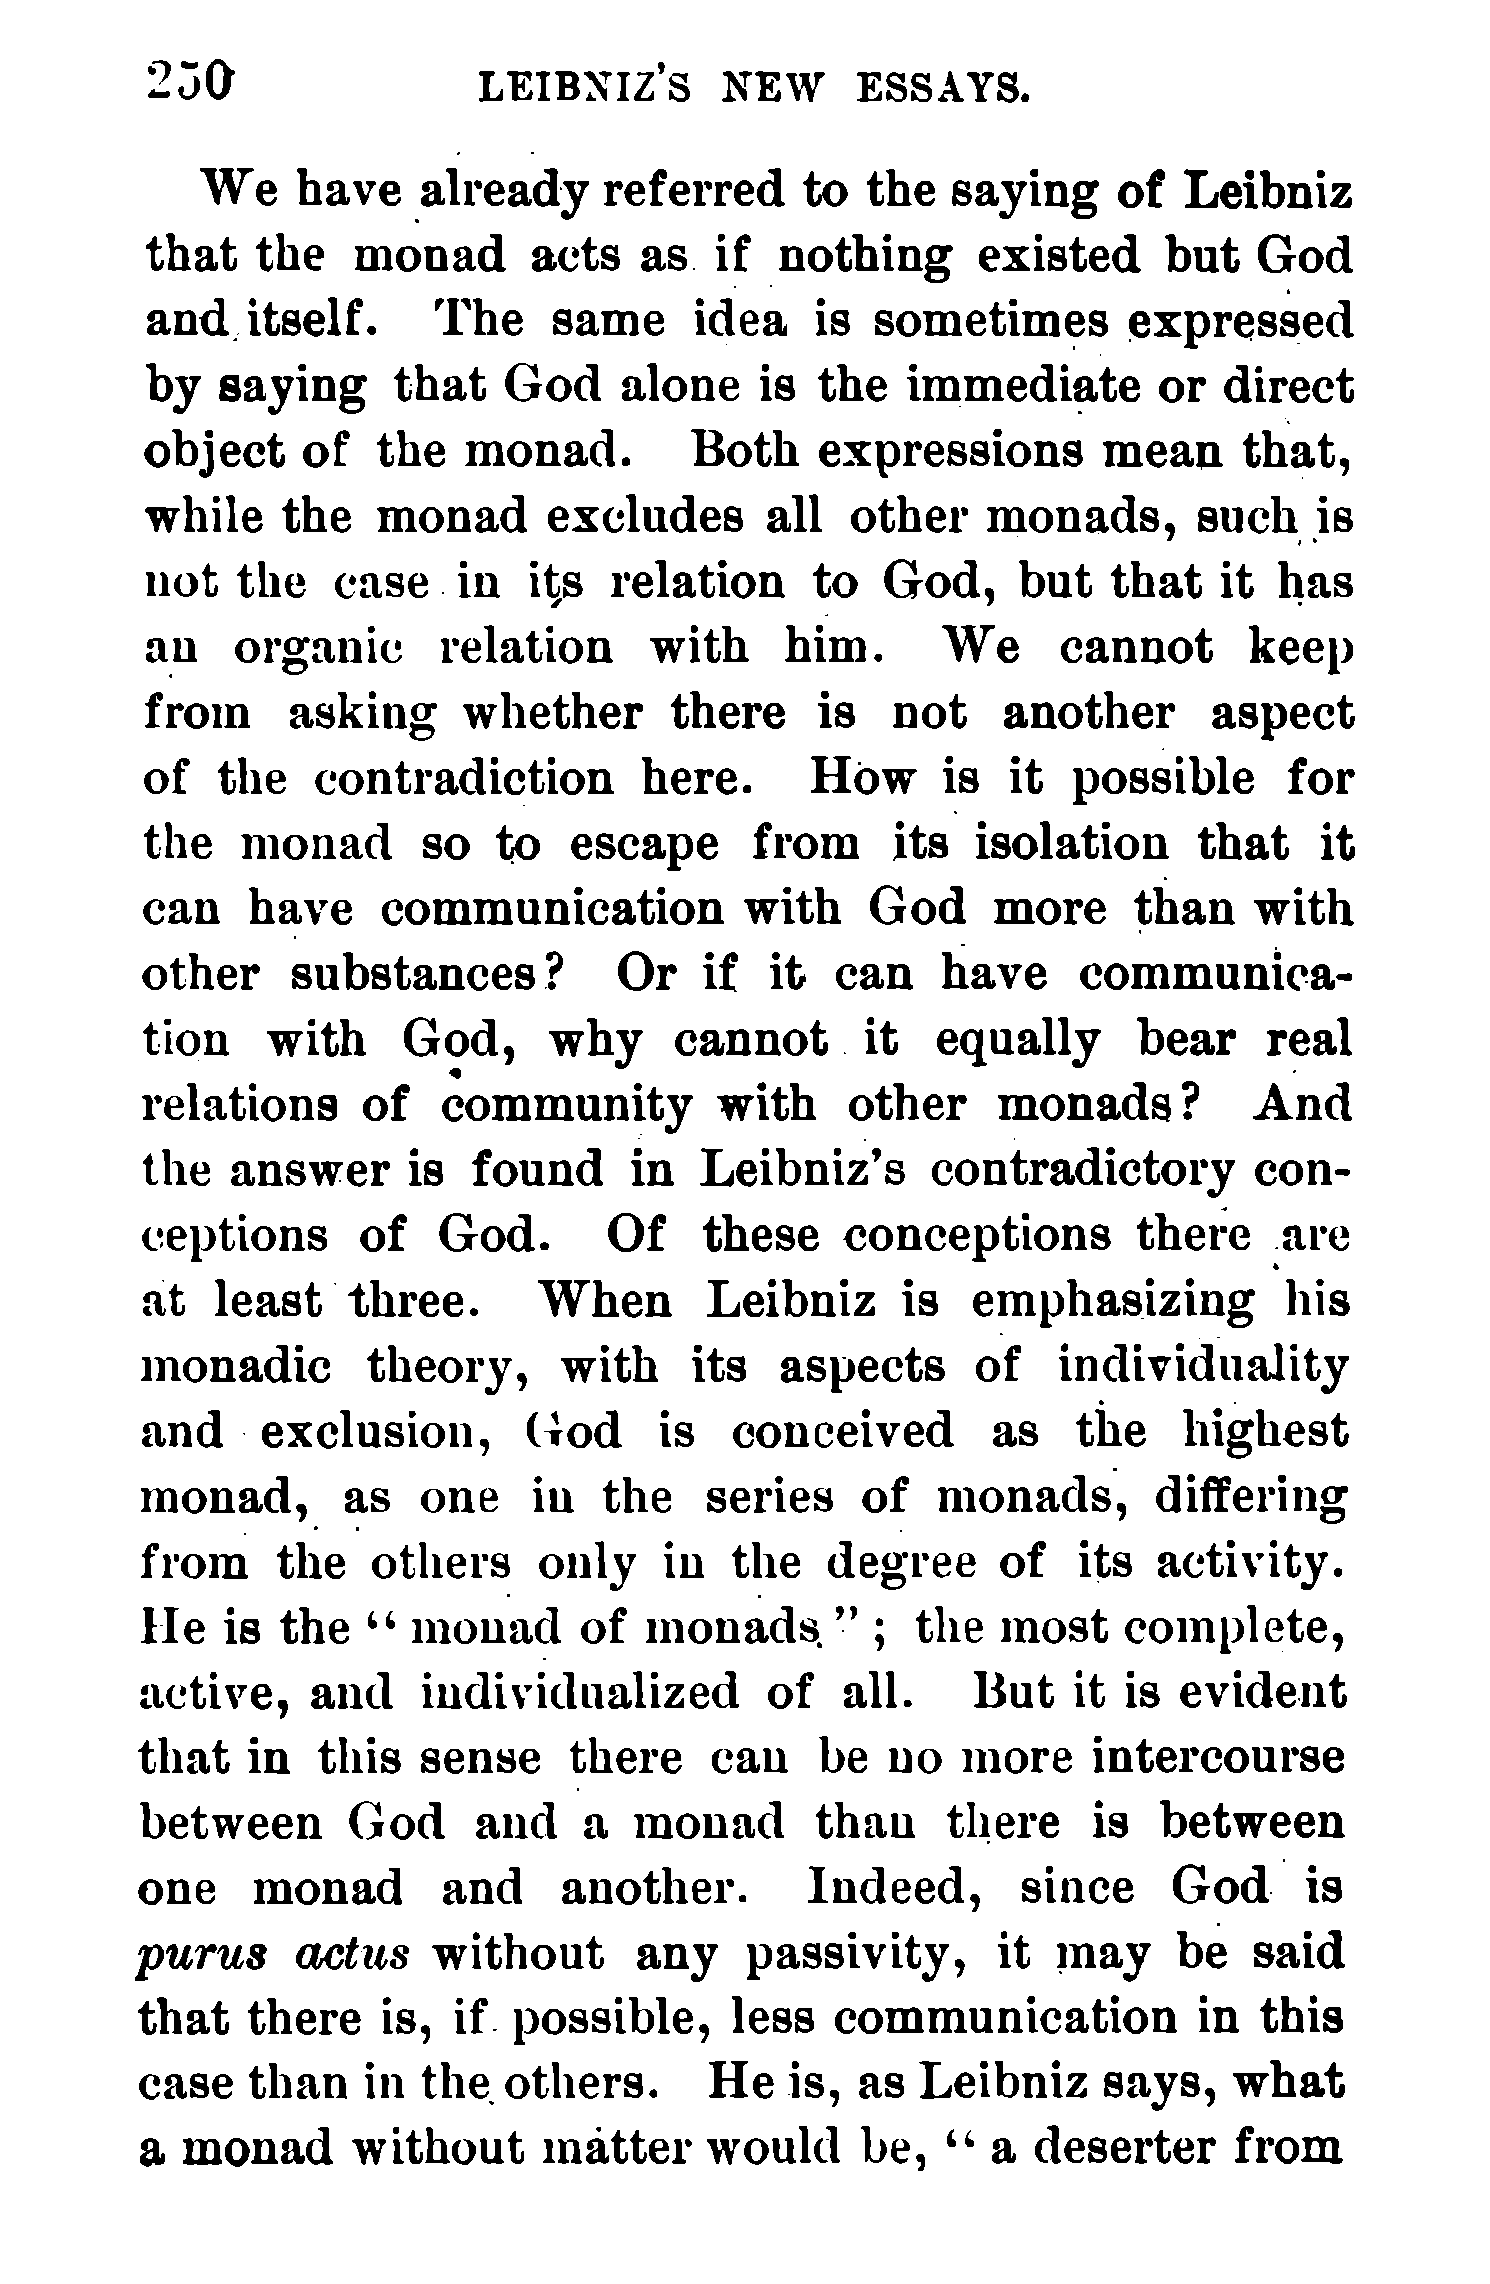 250 LEIBNIZ'S NEW ESSAYS.
We have already referred to the saying of Leibniz
that the monad acts as if nothing existed but God
and itself. The same idea is sometimes expressed
by saying that God alone is the immediate or direct
object of the monad. Both expressions mean that,
while the monad excludes all other monads, such is
not the case in its relation to God, but that it has
an organic relation with him. We cannot keep
from asking whether there is not another aspect
of the contradiction here. How is it possible for
the monad so to escape from its isolation that it
can have communication with God more than with
other substances? Or if it can have communica-
tion with God, why cannot it equally bear real
relations of community with other monads? And
the answer is found in Leibniz's contradictory con-
ceptions of God. Of these conceptions there are
at least three. When Leibniz is emphasizing his
monadic theory, with its aspects of individuality
and exclusion, God is conceived as the highest
monad, as one in the series of monads, differing
from the others only in the degree of its activity.
He is the "monad of monads"; the most complete,
active, and individualized of all. But it is evident
that in this sense there can be no more intercourse
between God and a monad than there is between
one monad and another. Indeed, since God is
purus actus without any passivity, it may be said
that there is, if possible, less communication in this
case than in the others. He is, as Leibniz says, what
a monad without matter would be, "a deserter from